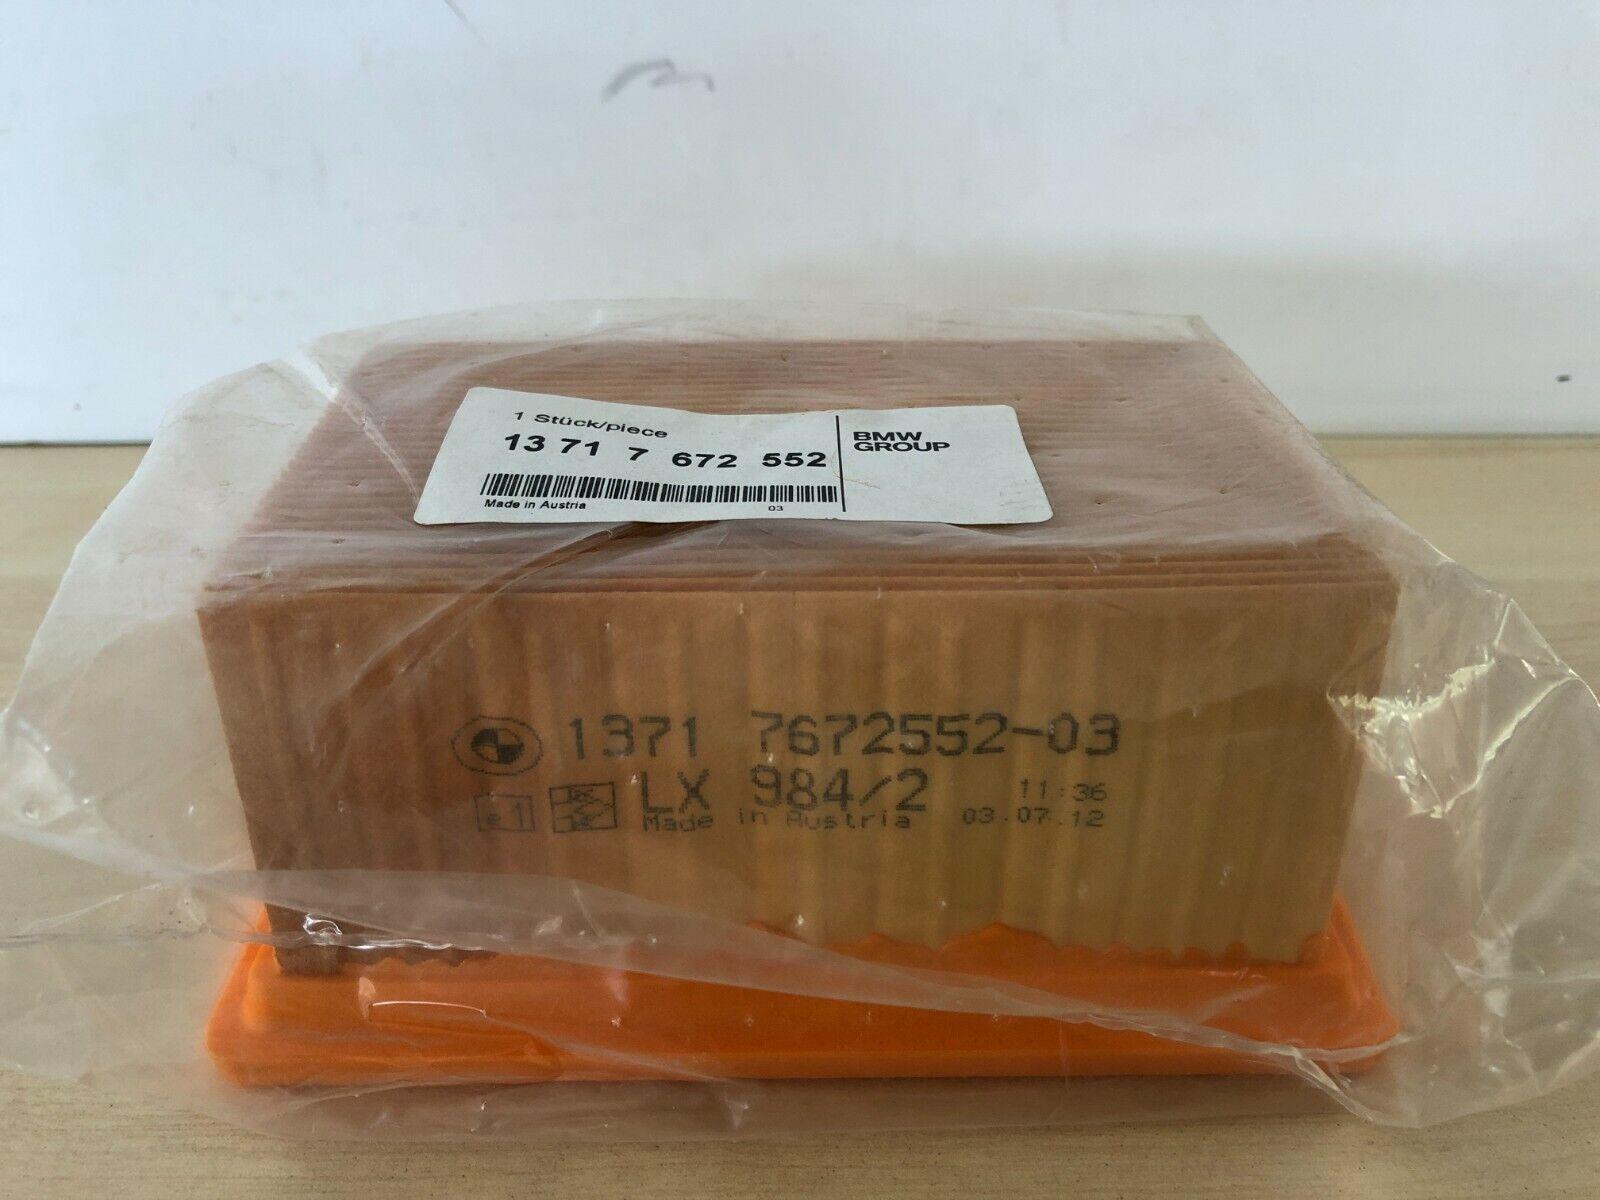 1 Stück/piece
13 71 7 672 552
BMW
GROUP
Made in Austria
03
1371 7672552-03
e1
LX 984/2
11:36
Made in Austria
03.07.12